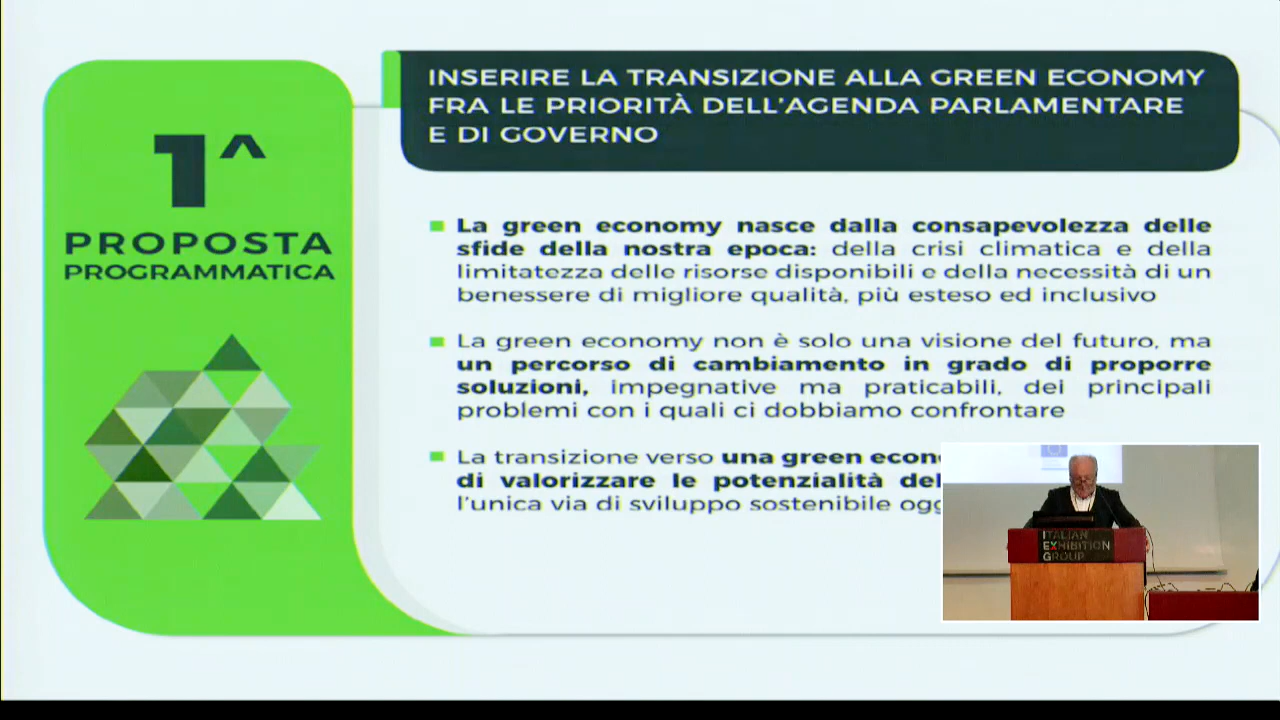 1^
PROPOSTA
PROGRAMMATICA
INSERIRE LA TRANSIZIONE ALLA GREEN ECONOMY
FRA LE PRIORITÀ DELL'AGENDA PARLAMENTARE
E DI GOVERNO
La green economy nasce dalla consapevolezza delle
sfide della nostra epoca: della crisi climatica e della
limitatezza delle risorse disponibili e della necessità di un
benessere di migliore qualità, più esteso ed inclusivo
La green economy non è solo una visione del futuro, ma
un percorso di cambiamento in grado di proporre
soluzioni, impegnative ma praticabili, dei principali
problemi con i quali ci dobbiamo confrontare
La transizione verso una green
di valorizzare le potenzialità
l'unica via di sviluppo sostenibile
ITALIAN
EXHIBITION
GROUP